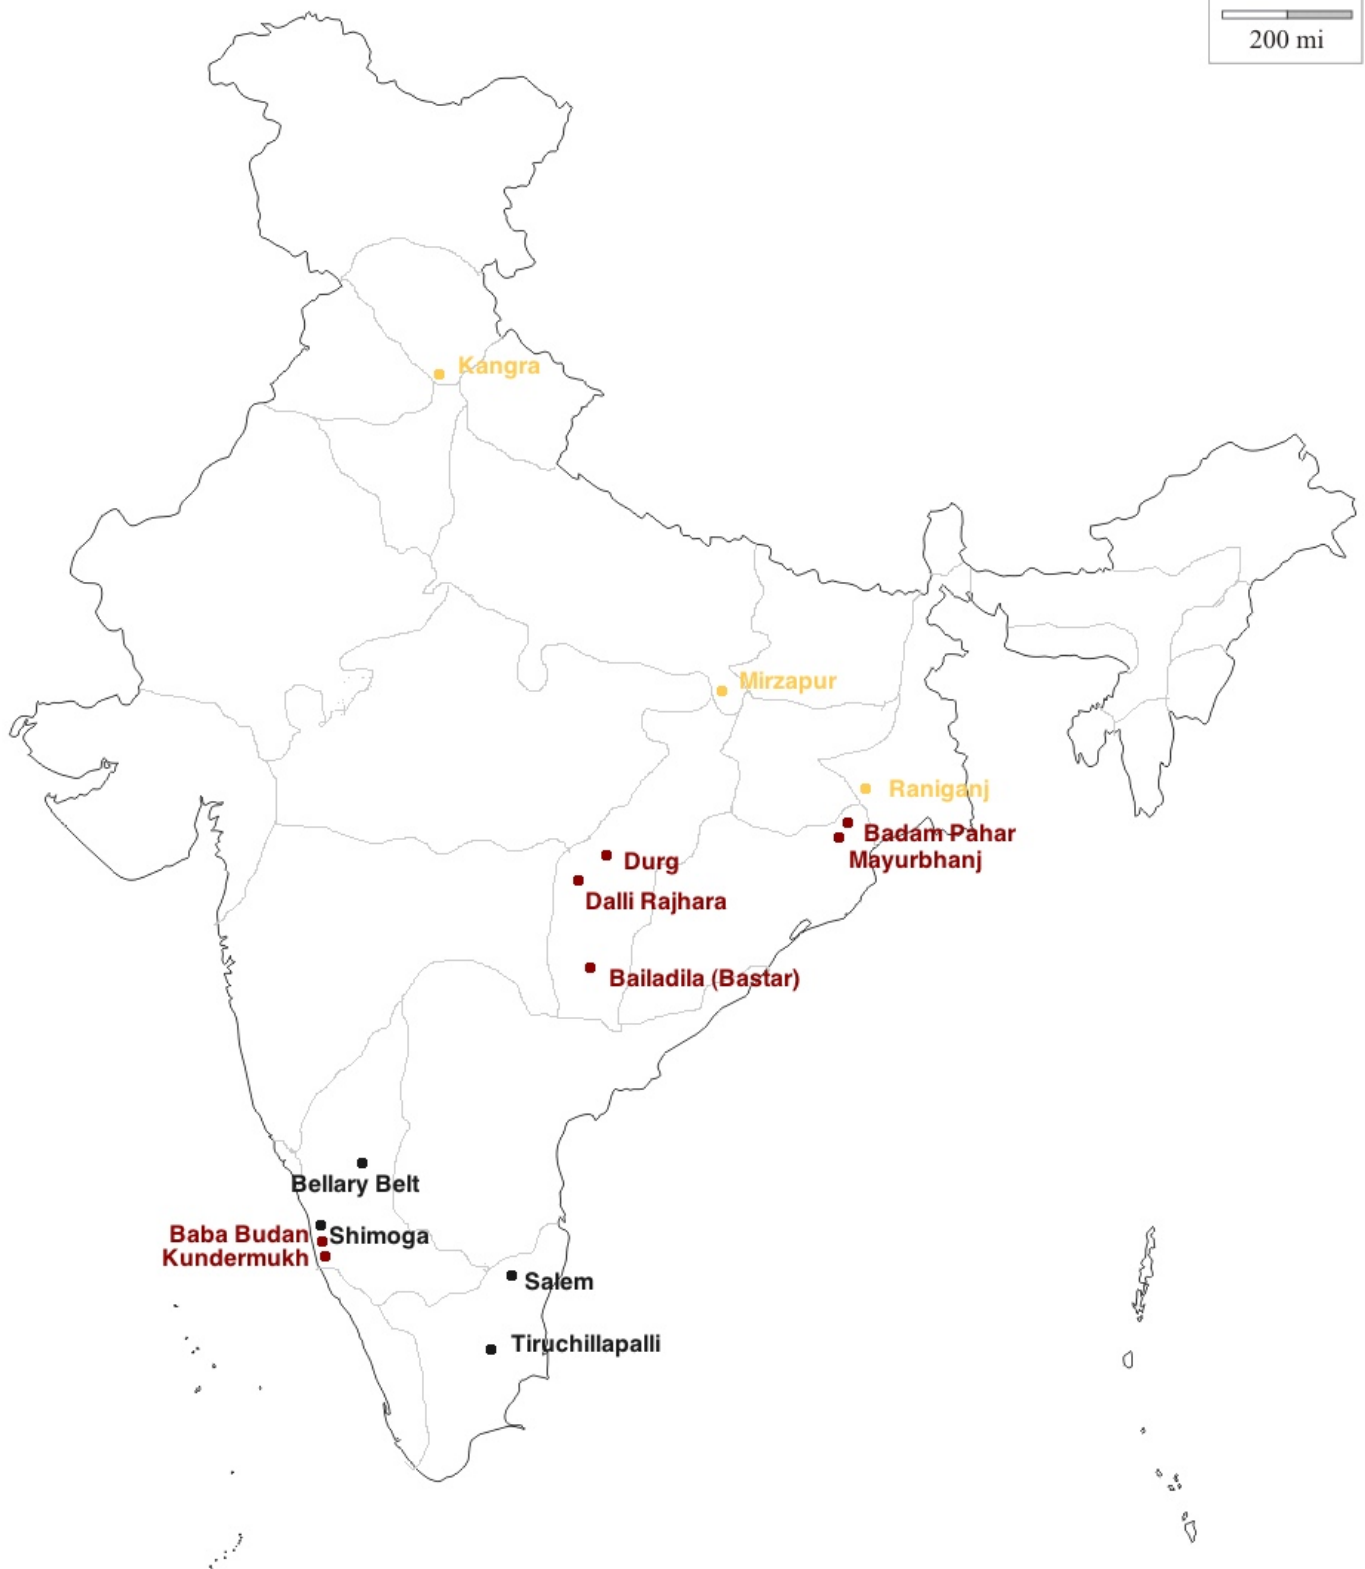 200 mi
Kangra
Mirzapur
Raniganj
Badam Pahar
Mayurbhanj
Durg
Dalli Rajhara
Bailadila (Bastar)
Bellary Belt
Baba Budan
Shimoga
Kundermukh
Salem
Tiruchillapalli